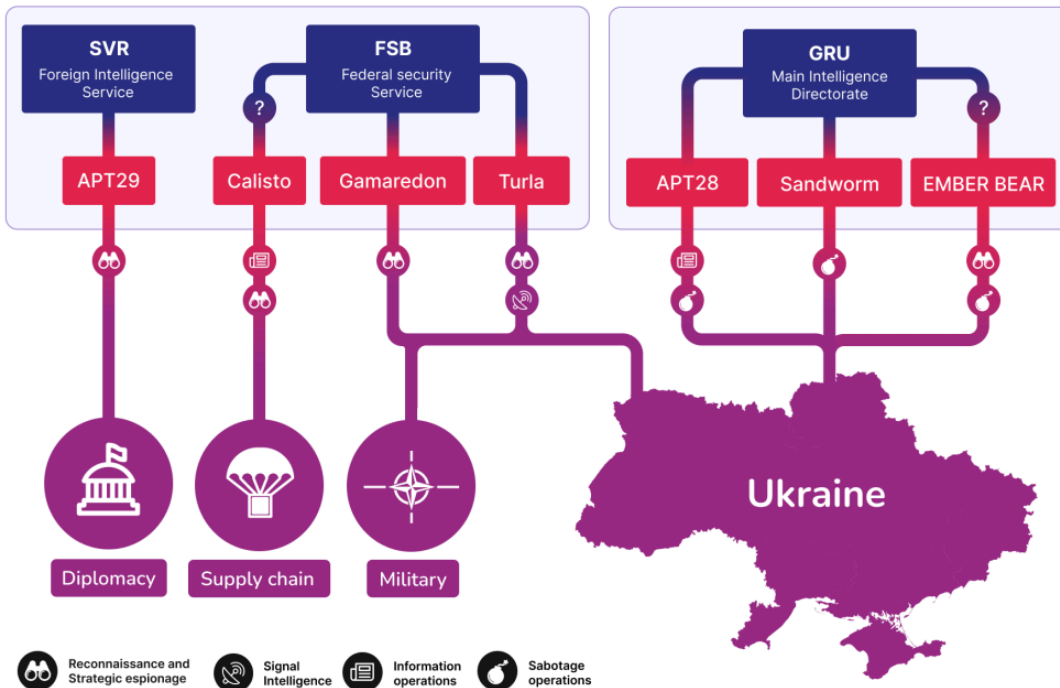 SVR
Foreign Intelligence
Service
FSB
Federal security
Service
GRU
Main Intelligence
Directorate
?
?
APT29
Calisto
Gamaredon
Turla
APT28
Sandworm
EMBER BEAR
Ukraine
Diplomacy
Supply chain
Military
Reconnaissance and
Strategic espionage
Signal
Intelligence
Information
operations
Sabotage
operations